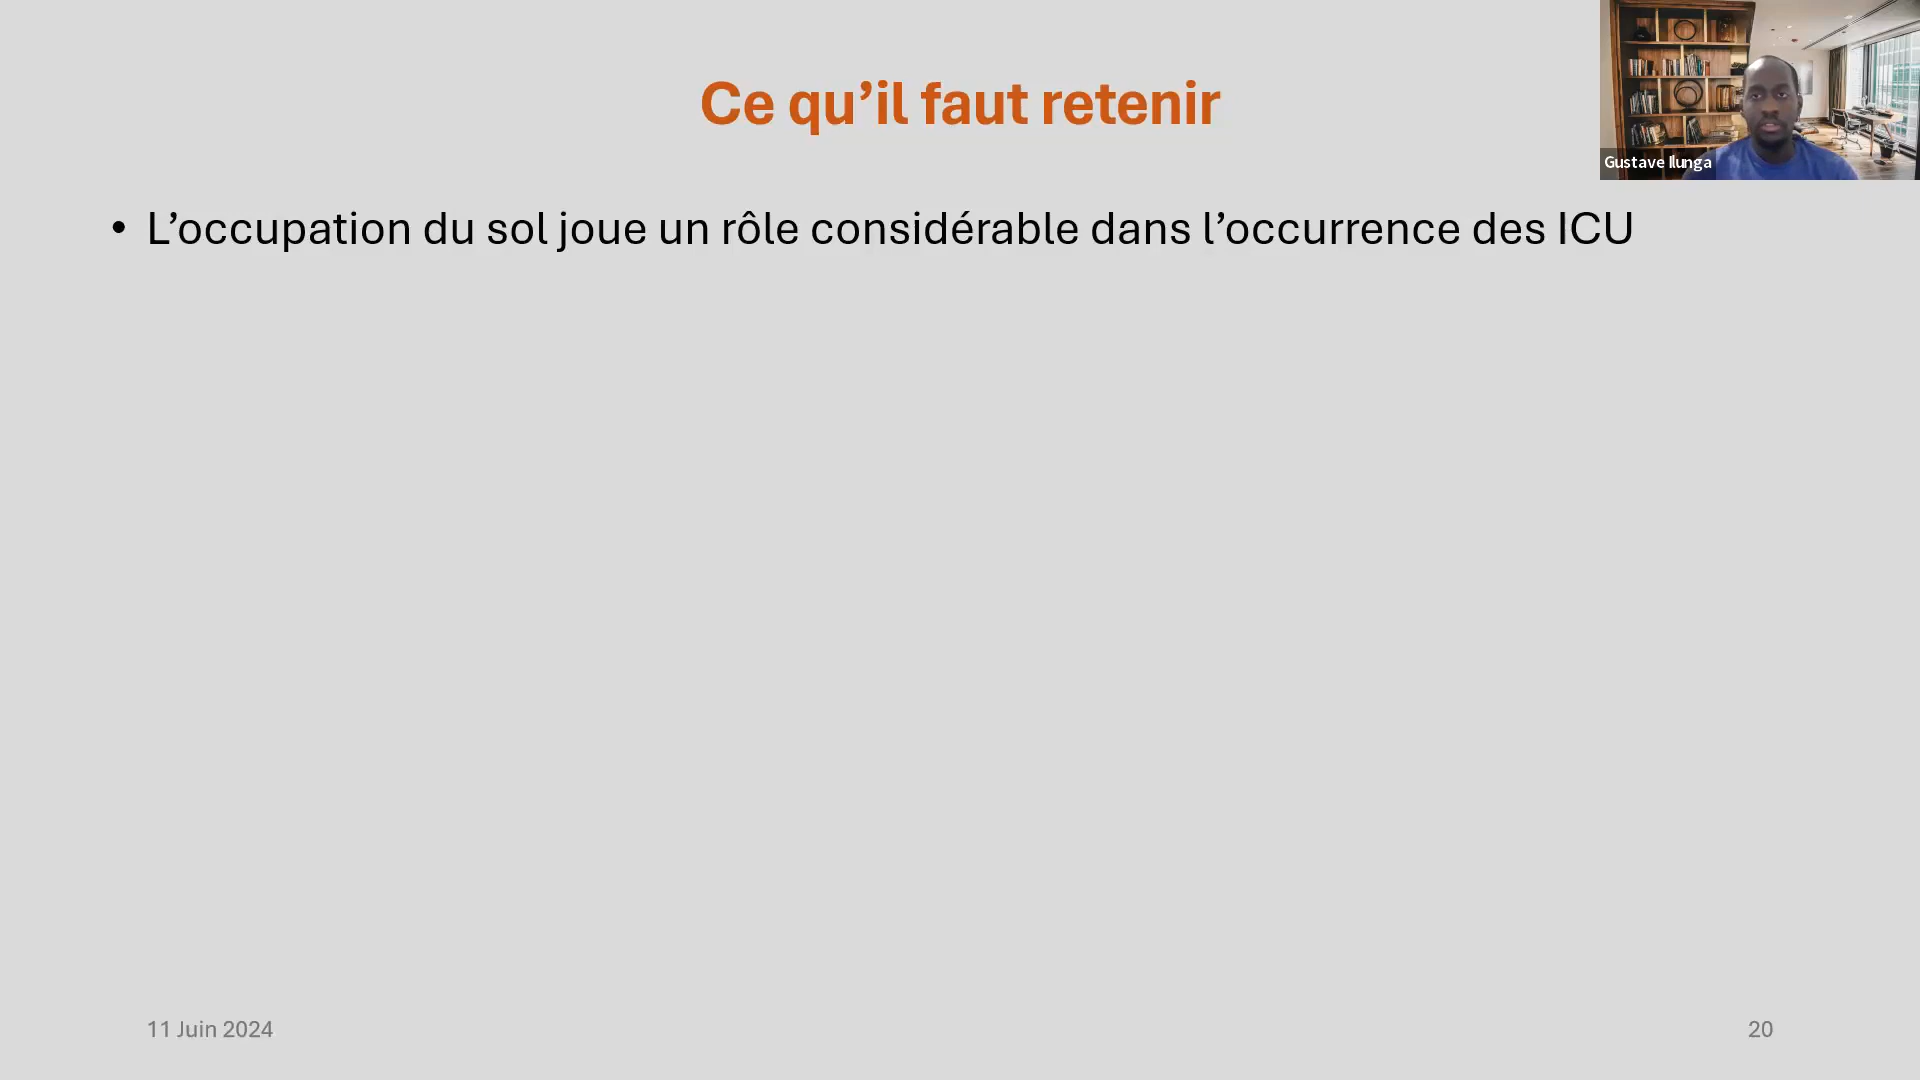 Ce qu’il faut retenir
Gustave Ilunga
• L’occupation du sol joue un rôle considérable dans l’occurrence des ICU
11 Juin 2024
20